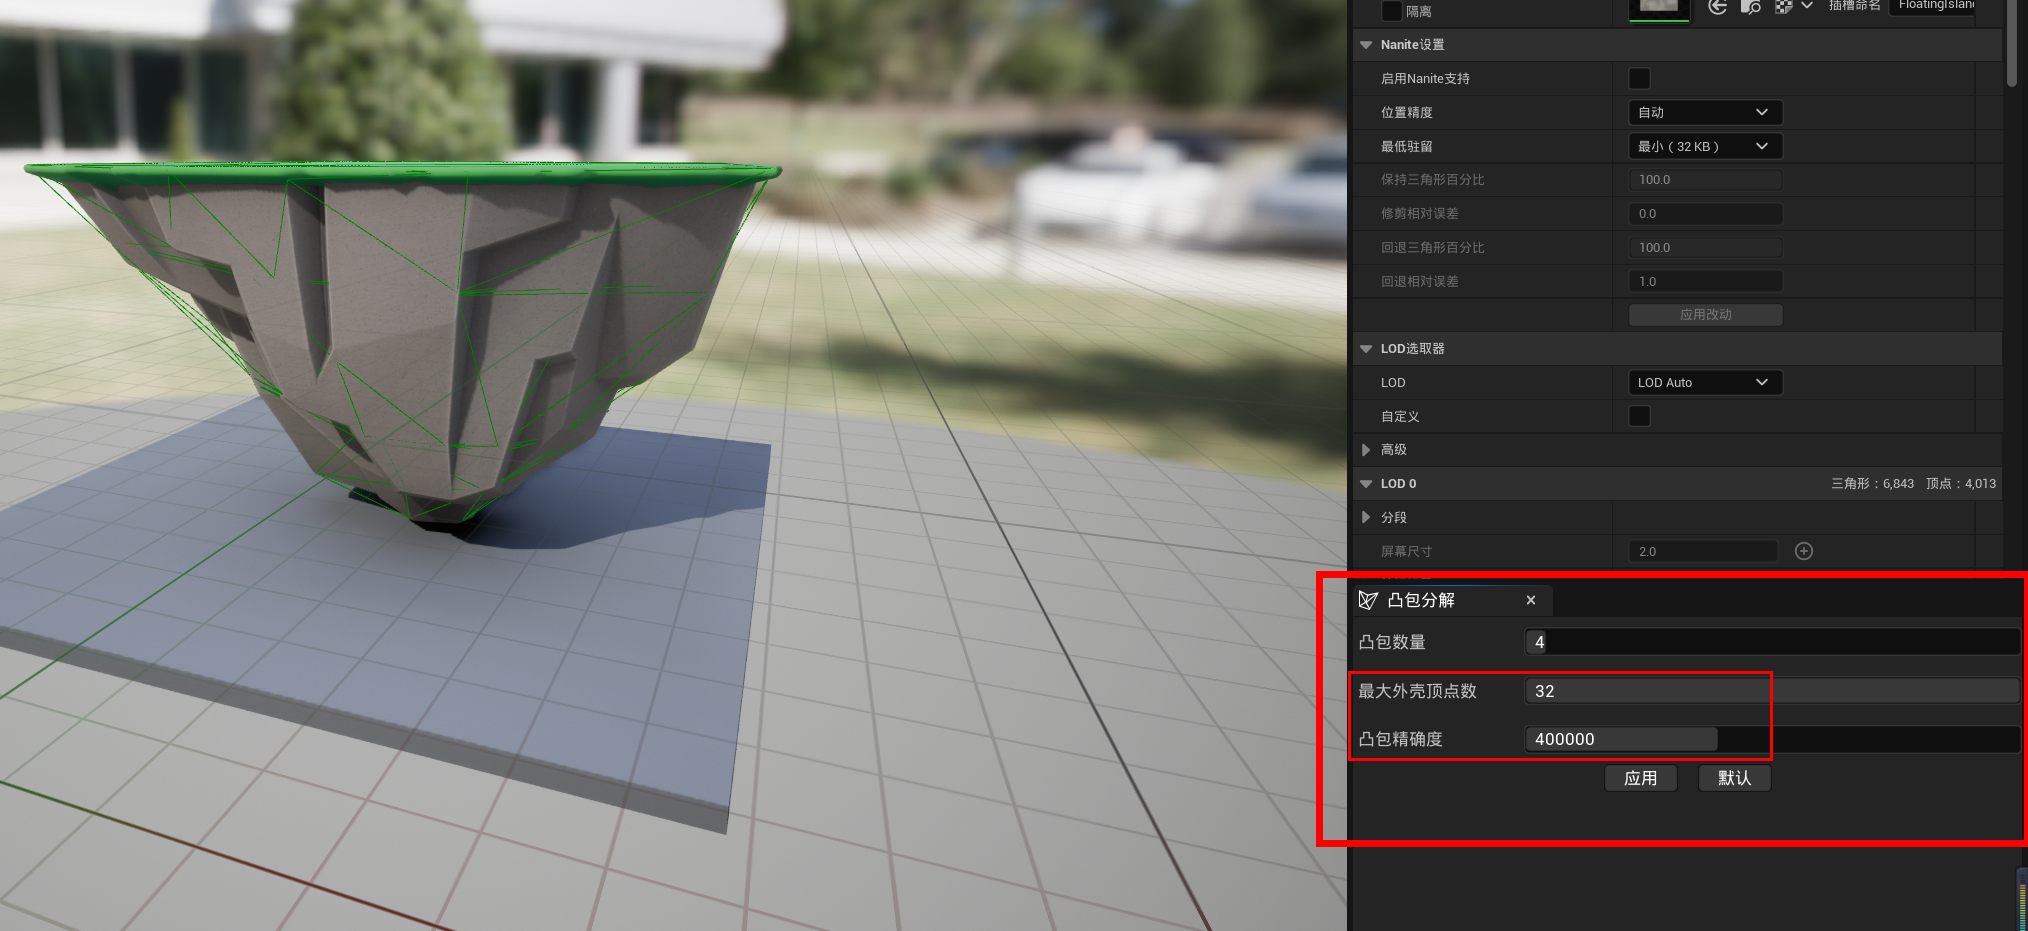 隔离
插槽命名 FloatingIslan
Nanite设置
启用Nanite支持
位置精度 自动
最低驻留 最小（32 KB）
保持三角形百分比 100.0
修剪相对误差 0.0
回退三角形百分比 100.0
回退相对误差 1.0
应用改动
LOD选取器
LOD LOD Auto
自定义
高级
LOD 0 三角形：6,843 顶点：4,013
分段
屏幕尺寸 2.0
凸包分解 ×
凸包数量 4
最大外壳顶点数 32
凸包精确度 400000
应用 默认